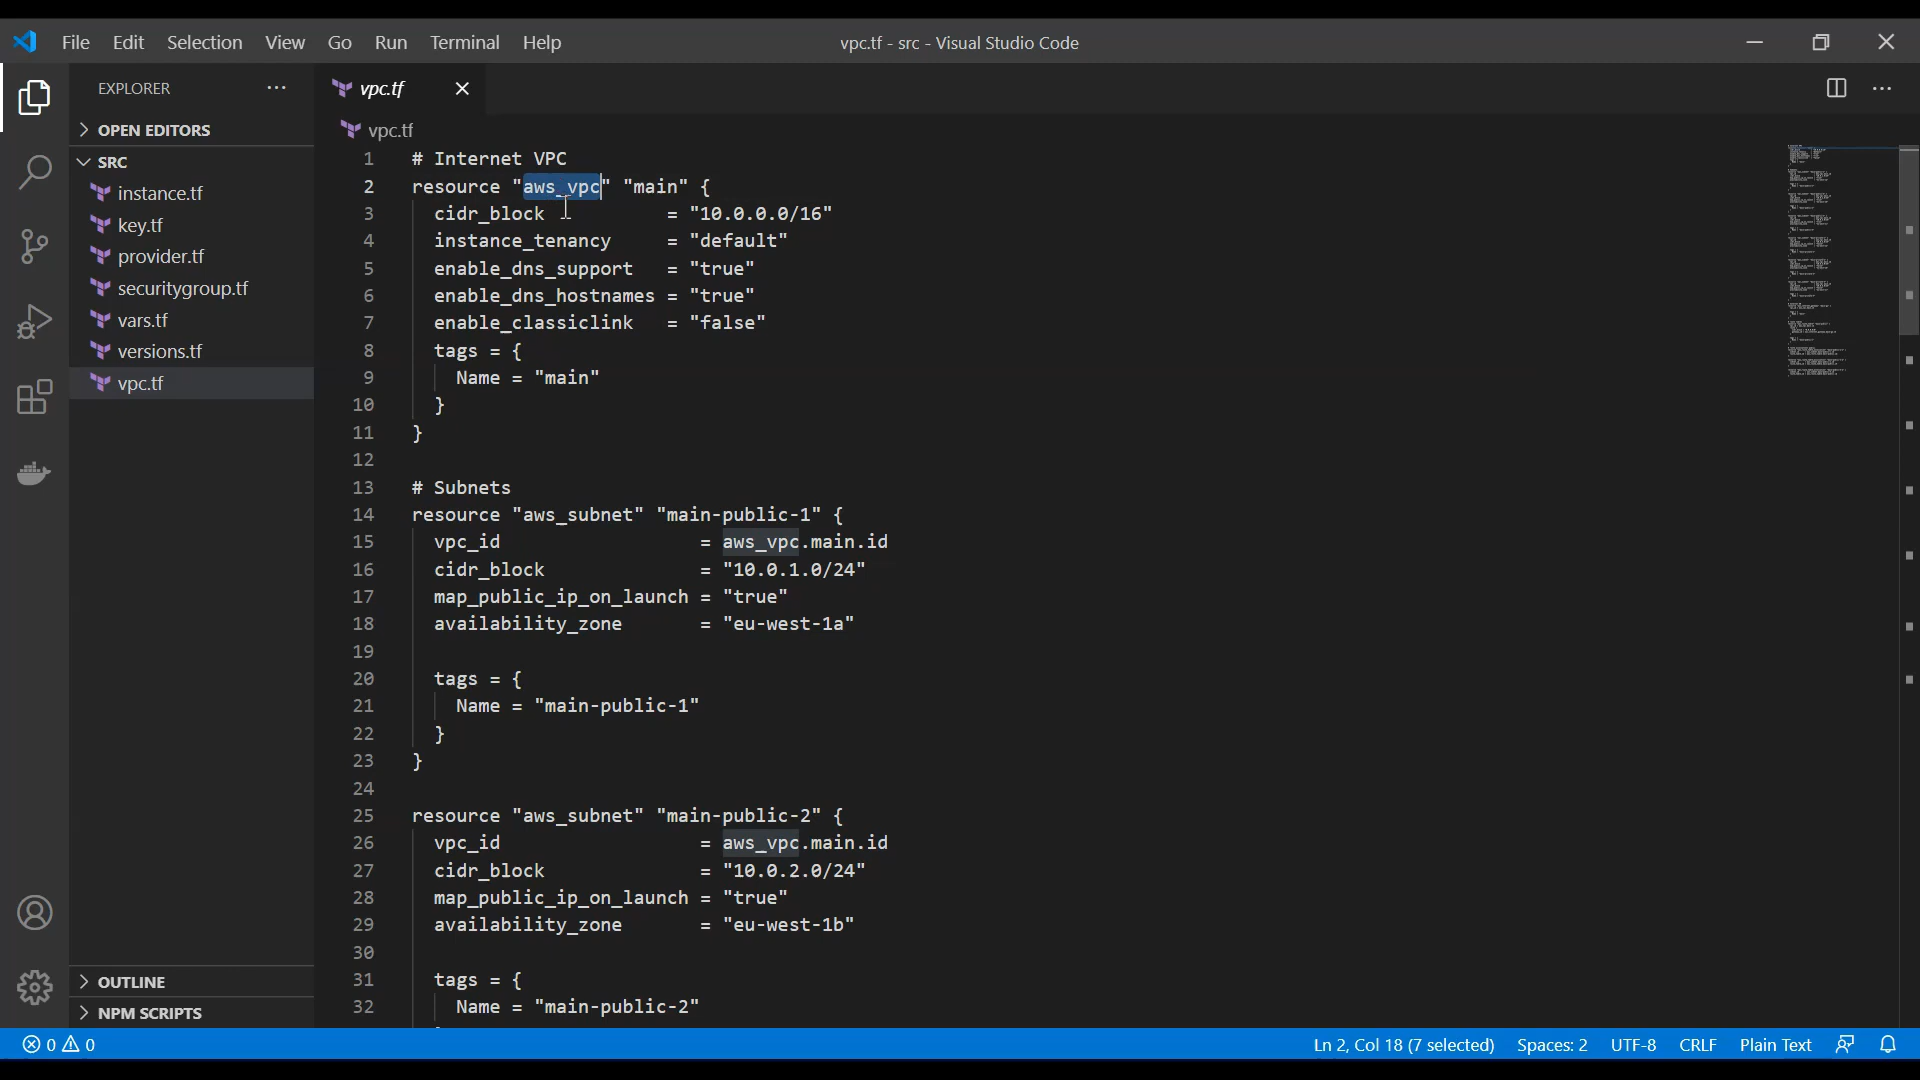 File Edit Selection View Go Run Terminal Help
vpc.tf - src - Visual Studio Code
EXPLORER
OPEN EDITORS
SRC
instance.tf
key.tf
provider.tf
securitygroup.tf
vars.tf
versions.tf
vpc.tf
OUTLINE
NPM SCRIPTS
vpc.tf
vpc.tf
1 # Internet VPC
2 resource "aws_vpc" "main" {
3 cidr_block = "10.0.0.0/16"
4 instance_tenancy = "default"
5 enable_dns_support = "true"
6 enable_dns_hostnames = "true"
7 enable_classiclink = "false"
8 tags = {
9 Name = "main"
10 }
11 }
12
13 # Subnets
14 resource "aws_subnet" "main-public-1" {
15 vpc_id = aws_vpc.main.id
16 cidr_block = "10.0.1.0/24"
17 map_public_ip_on_launch = "true"
18 availability_zone = "eu-west-1a"
19
20 tags = {
21 Name = "main-public-1"
22 }
23 }
24
25 resource "aws_subnet" "main-public-2" {
26 vpc_id = aws_vpc.main.id
27 cidr_block = "10.0.2.0/24"
28 map_public_ip_on_launch = "true"
29 availability_zone = "eu-west-1b"
30
31 tags = {
32 Name = "main-public-2"
0 0
Ln 2, Col 18 (7 selected) Spaces: 2 UTF-8 CRLF Plain Text